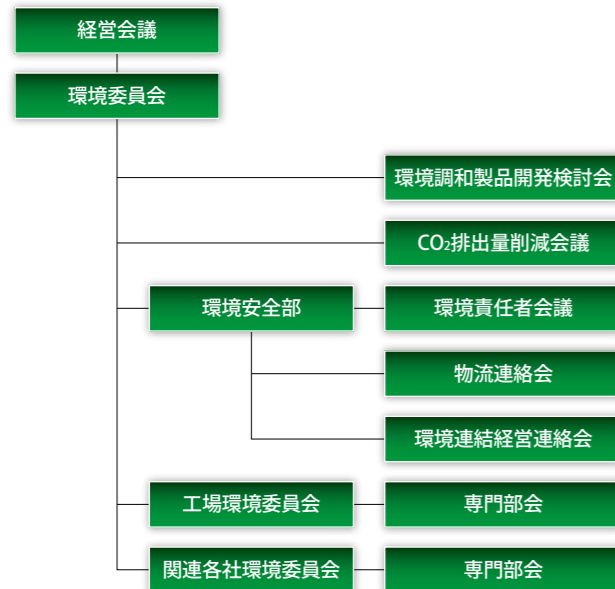 経営会議
環境委員会
環境調和製品開発検討会
CO₂排出量削減会議
環境安全部
環境責任者会議
物流連絡会
環境連結経営連絡会
工場環境委員会
専門部会
関連各社環境委員会
専門部会